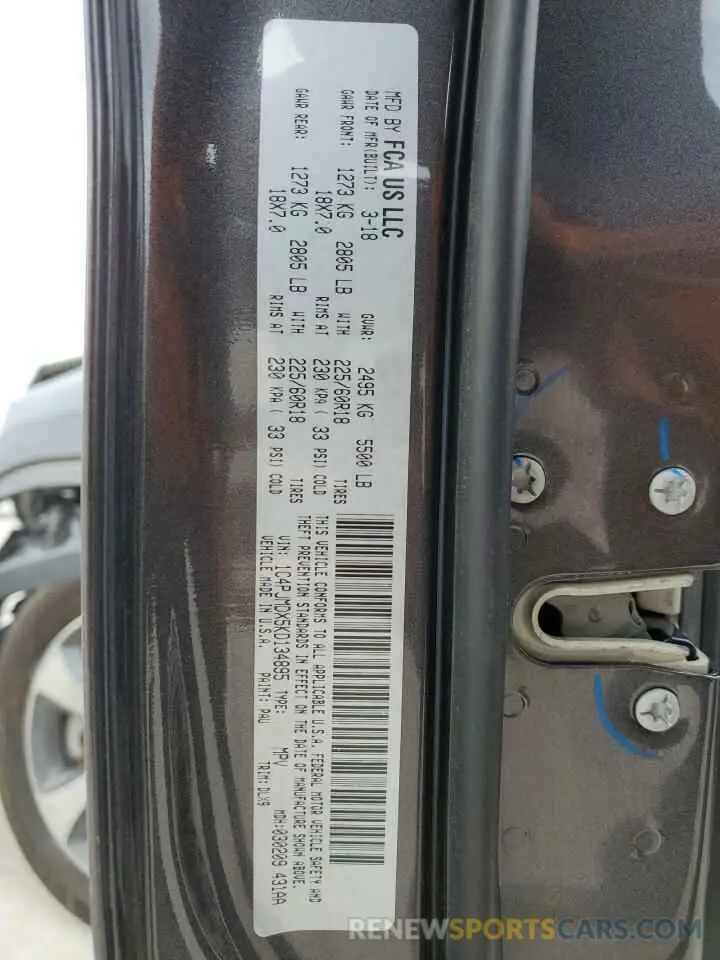 MFD BY FCA US LLC
DATE OF MFR(BUILT): 3-18 GVWR: 2495 KG 5500 LB
GAWR FRONT: 1273 KG 2805 LB WITH 225/60R18 TIRES
18X7.0 RIMS AT 230 KPA ( 33 PSI) COLD
GAWR REAR: 1273 KG 2805 LB WITH 225/60R18 TIRES
18X7.0 RIMS AT 230 KPA ( 33 PSI) COLD
THIS VEHICLE CONFORMS TO ALL APPLICABLE U.S.A. FEDERAL MOTOR VEHICLE SAFETY AND
THEFT PREVENTION STANDARDS IN EFFECT ON THE DATE OF MANUFACTURE SHOWN ABOVE.
VIN: 1C4PJMDX5KD134895 TYPE: MPV MDH:030209 431AA
VEHICLE MADE IN U.S.A. PAINT: PAU TRIM: DLX9
RENEWSPORTSCARS.COM